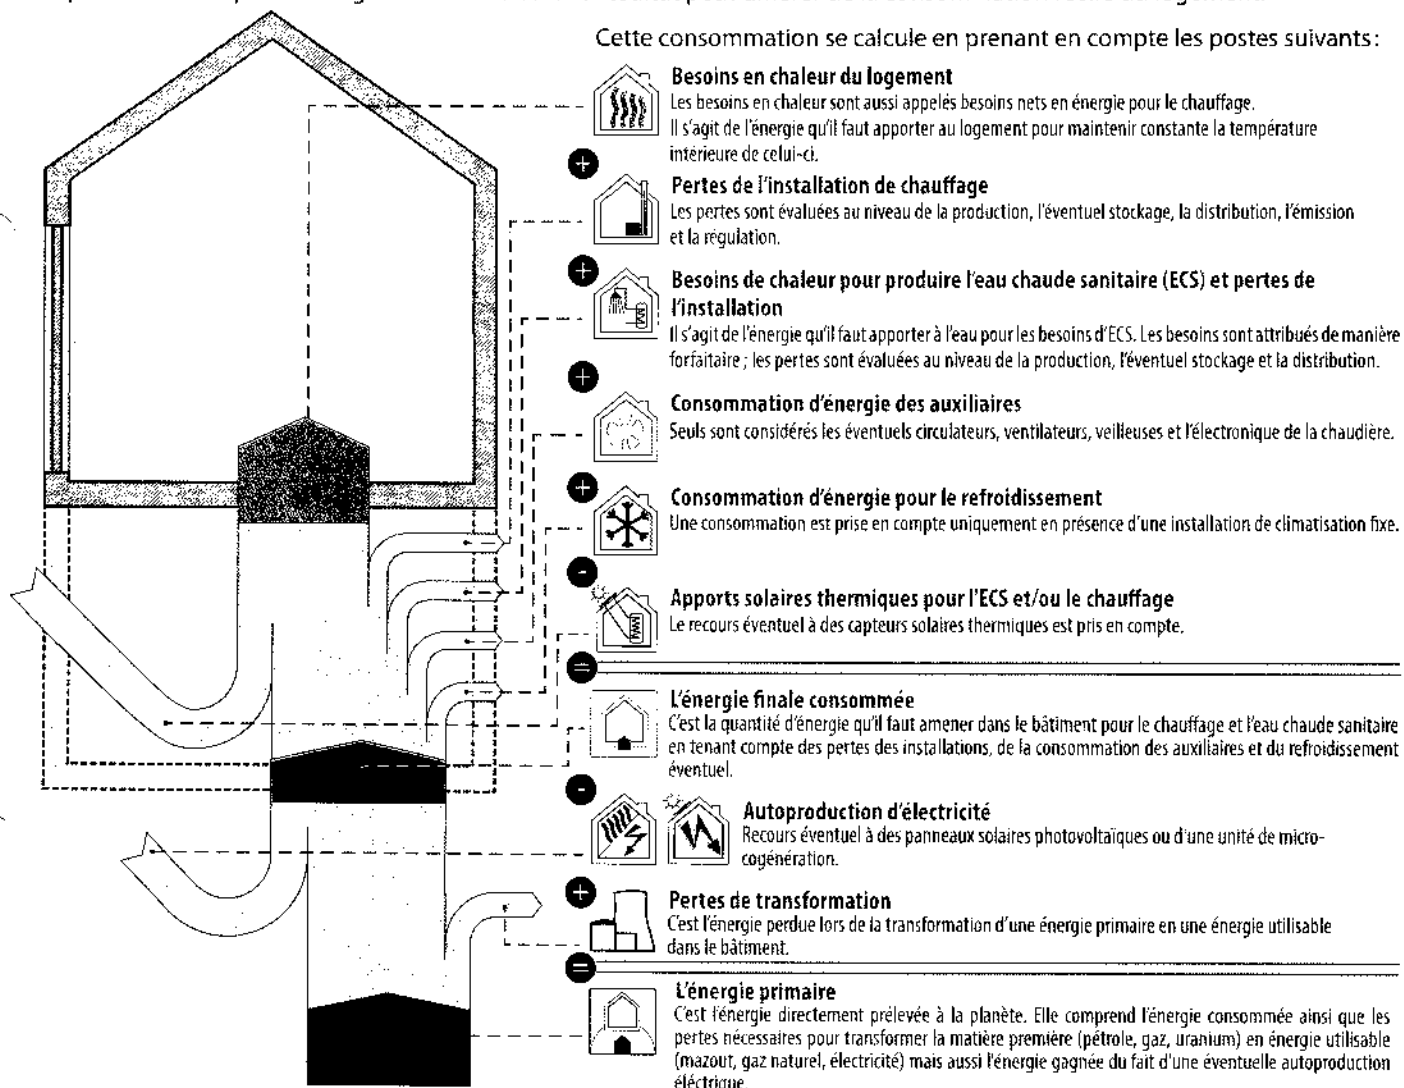 Cette consommation se calcule en prenant en compte les postes suivants:
Besoins en chaleur du logement
Les besoins en chaleur sont aussi appelés besoins nets en énergie pour le chauffage.
Il s'agit de l'énergie qu'il faut apporter au logement pour maintenir constante la température
intérieure de celui-ci.
+
Pertes de l'installation de chauffage
Les pertes sont évaluées au niveau de la production, l'éventuel stockage, la distribution, l'émission
et la régulation.
+
Besoins de chaleur pour produire l'eau chaude sanitaire (ECS) et pertes de
l'installation
Il s'agit de l'énergie qu'il faut apporter à l'eau pour les besoins d'ECS. Les besoins sont attribués de manière
forfaitaire ; les pertes sont évaluées au niveau de la production, l'éventuel stockage et la distribution.
+
Consommation d'énergie des auxiliaires
Seuls sont considérés les éventuels circulateurs, ventilateurs, veilleuses et l'électronique de la chaudière.
+
Consommation d'énergie pour le refroidissement
Une consommation est prise en compte uniquement en présence d'une installation de climatisation fixe.
-
Apports solaires thermiques pour l'ECS et/ou le chauffage
Le recours éventuel à des capteurs solaires thermiques est pris en compte.
=
L'énergie finale consommée
C'est la quantité d'énergie qu'il faut amener dans le bâtiment pour le chauffage et l'eau chaude sanitaire
en tenant compte des pertes des installations, de la consommation des auxiliaires et du refroidissement
éventuel.
-
Autoproduction d'électricité
Recours éventuel à des panneaux solaires photovoltaïques ou d'une unité de micro-
cogénération.
+
Pertes de transformation
C'est l'énergie perdue lors de la transformation d'une énergie primaire en une énergie utilisable
dans le bâtiment.
=
L'énergie primaire
C'est l'énergie directement prélevée à la planète. Elle comprend l'énergie consommée ainsi que les
pertes nécessaires pour transformer la matière première (pétrole, gaz, uranium) en énergie utilisable
(mazout, gaz naturel, électricité) mais aussi l'énergie gagnée du fait d'une éventuelle autoproduction
éléctrique.